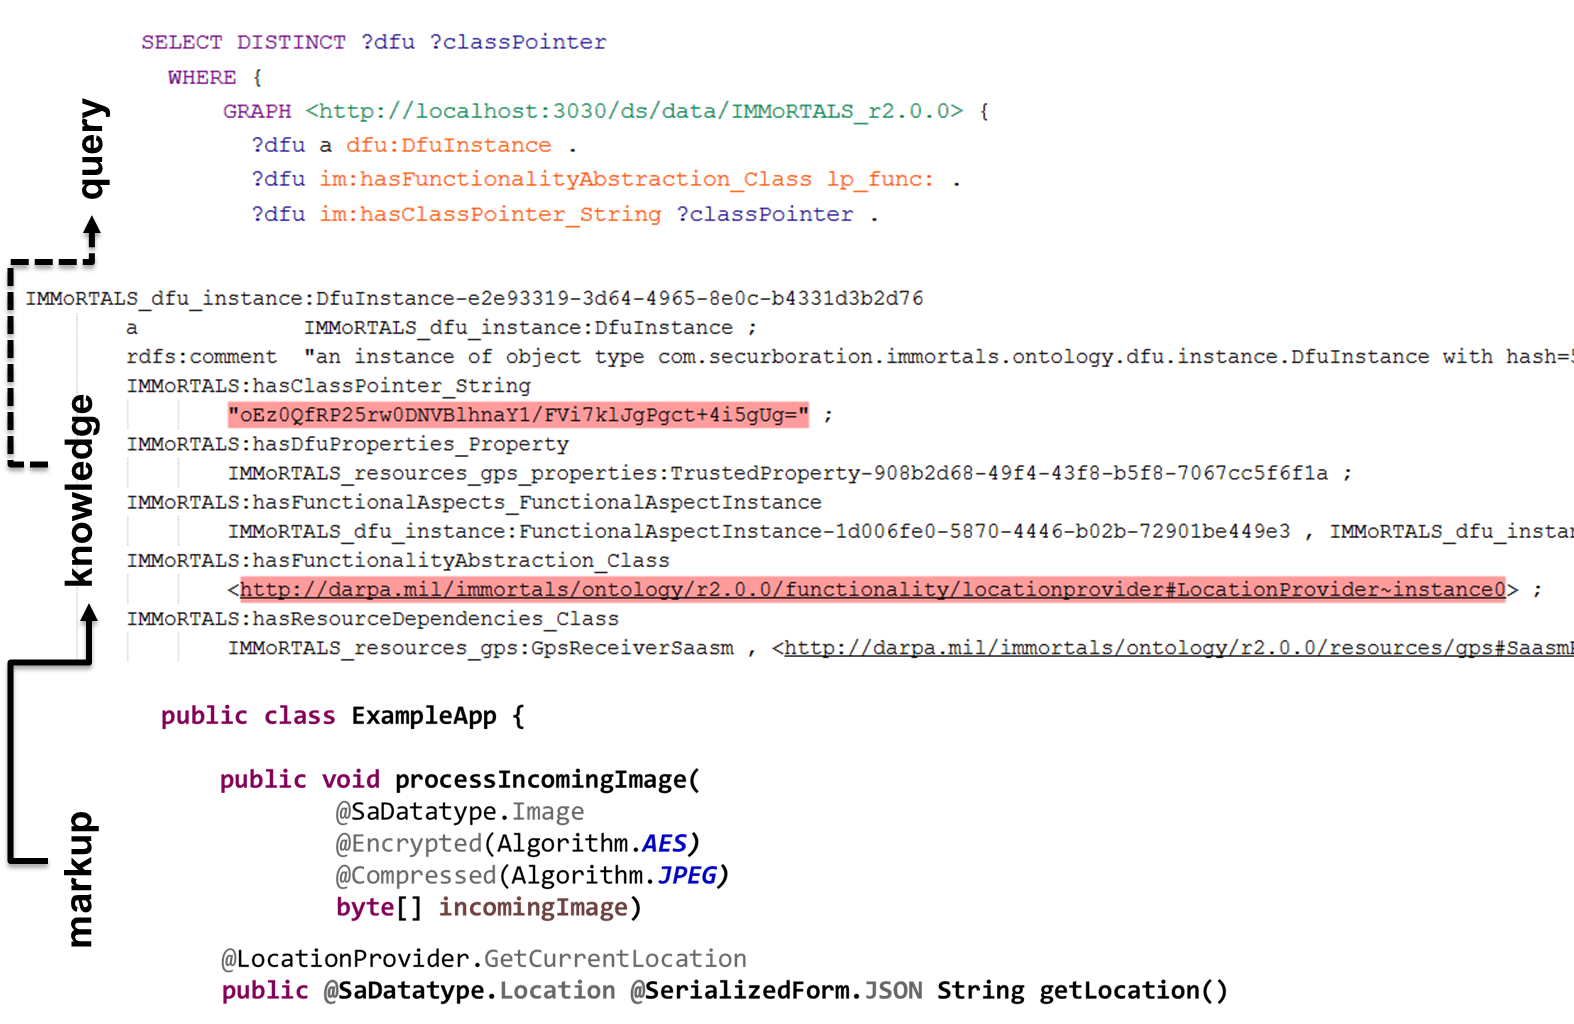 SELECT DISTINCT ?dfu ?classPointer
WHERE {
GRAPH <http://localhost:3030/ds/data/IMMoRTALS_r2.0.0> {
?dfu a dfu:DfuInstance .
?dfu im:hasFunctionalityAbstraction_Class lp_func: .
?dfu im:hasClassPointer_String ?classPointer .
query
IMMoRTALS_dfu_instance:DfuInstance-e2e93319-3d64-4965-8e0c-b4331d3b2d76
a IMMoRTALS_dfu_instance:DfuInstance ;
rdfs:comment "an instance of object type com.securboration.immortals.ontology.dfu.instance.DfuInstance with hash=5
IMMoRTALS:hasClassPointer_String
"oEz0QfRP25rw0DNVBlhnaY1/FVi7klJgPgct+4i5gUg=" ;
IMMoRTALS:hasDfuProperties_Property
IMMoRTALS_resources_gps_properties:TrustedProperty-908b2d68-49f4-43f8-b5f8-7067cc5f6f1a ;
IMMoRTALS:hasFunctionalAspects_FunctionalAspectInstance
IMMoRTALS_dfu_instance:FunctionalAspectInstance-1d006fe0-5870-4446-b02b-72901be449e3 , IMMoRTALS_dfu_instan
IMMoRTALS:hasFunctionalityAbstraction_Class
<http://darpa.mil/immortals/ontology/r2.0.0/functionality/locationprovider#LocationProvider~instance0> ;
IMMoRTALS:hasResourceDependencies_Class
IMMoRTALS_resources_gps:GpsReceiverSaasm , <http://darpa.mil/immortals/ontology/r2.0.0/resources/gps#Saasm
knowledge
public class ExampleApp {
public void processIncomingImage(
@SaDatatype.Image
@Encrypted(Algorithm.AES)
@Compressed(Algorithm.JPEG)
byte[] incomingImage)
@LocationProvider.GetCurrentLocation
public @SaDatatype.Location @SerializedForm.JSON String getLocation()
markup